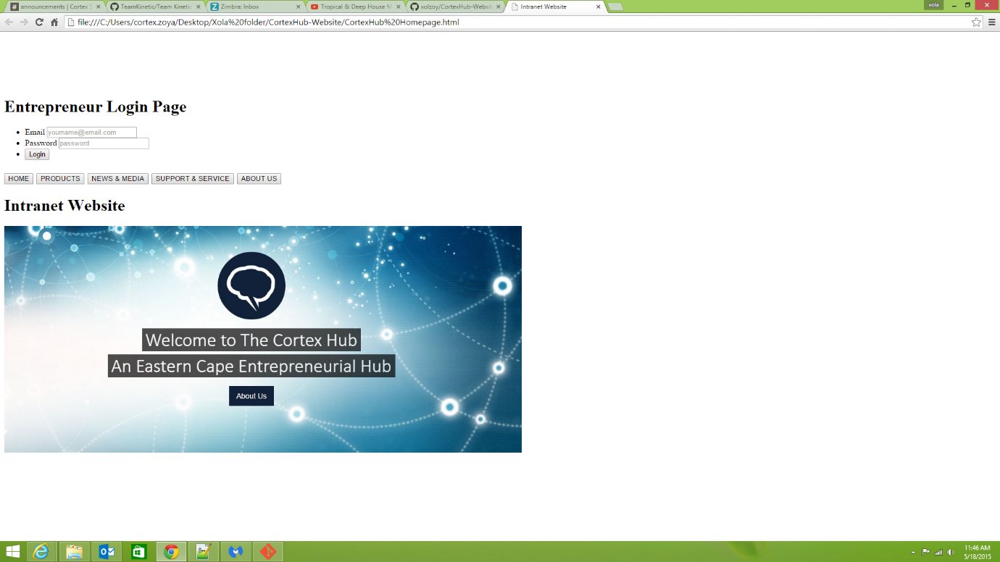 announcements | Cortex S
TeamKinetic/Team Kinetic
Zimbra: Inbox
Tropical & Deep House M
xolzoy/CortexHub-Websit
Intranet Website
xola
file:///C:/Users/cortex.zoya/Desktop/Xola%20folder/CortexHub-Website/CortexHub%20Homepage.html
Entrepreneur Login Page
Email yourname@email.com
Password password
Login
HOME PRODUCTS NEWS & MEDIA SUPPORT & SERVICE ABOUT US
Intranet Website
Welcome to The Cortex Hub
An Eastern Cape Entrepreneurial Hub
About Us
11:46 AM
5/18/2015